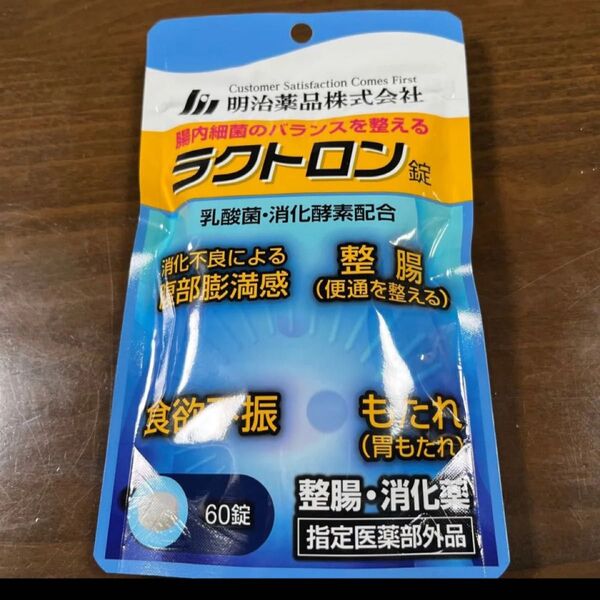 Customer Satisfaction Comes First
明治薬品株式会社
腸内細菌のバランスを整える
ラクトロン錠
乳酸菌・消化酵素配合
消化不良による
腹部膨満感
整腸
(便通を整える)
食欲不振
もたれ
(胃もたれ)
60錠
整腸・消化薬
指定医薬部外品